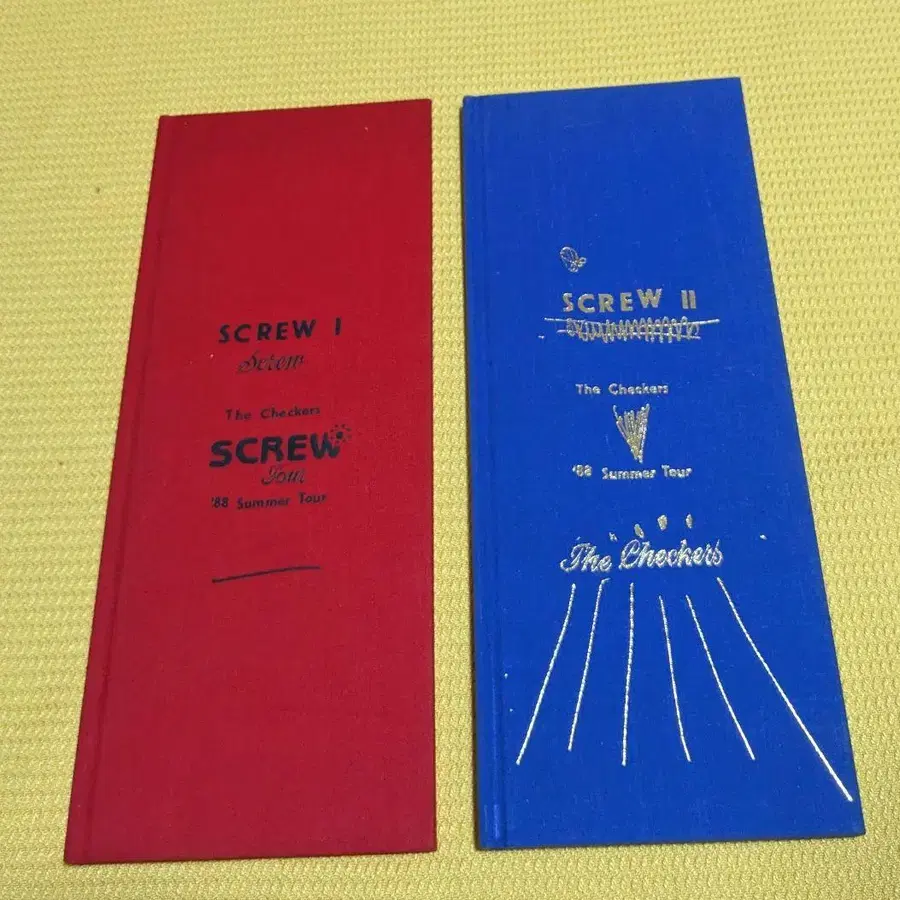 SCREW I
Screw
The Checkers
SCREW
Tour
'88 Summer Tour
SCREW II
The Checkers
'88 Summer Tour
The Checkers